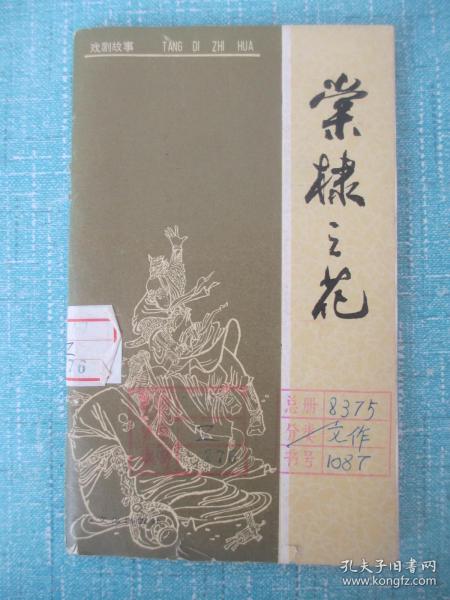 戏剧故事 TANG DI ZHI HUA
棠棣之花
76
总册 8375
分类 文作
书号 1087
孔夫子旧书网
www.kongfz.com